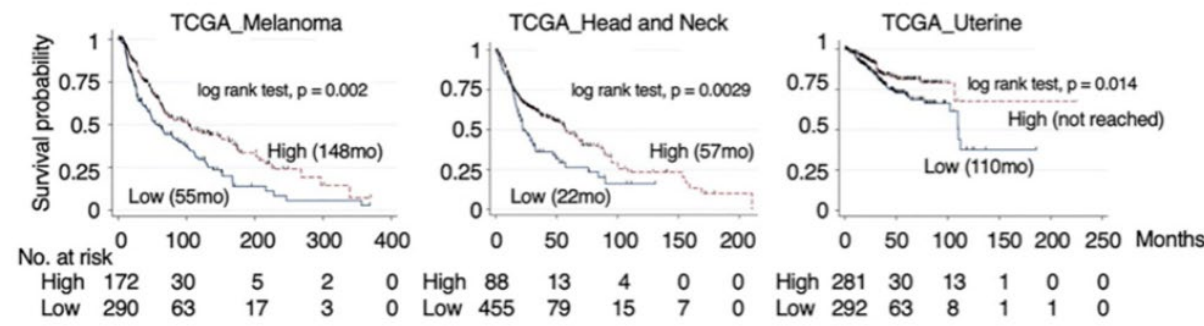 TCGA_Melanoma
Survival probability
1
0.75
0.5
0.25
0
log rank test, p = 0.002
High (148mo)
Low (55mo)
0 100 200 300 400
TCGA_Head and Neck
1
0.75
0.5
0.25
0
log rank test, p = 0.0029
High (57mo)
Low (22mo)
0 50 100 150 200
TCGA_Uterine
1
0.75
0.5
0.25
0
log rank test, p = 0.014
High (not reached)
Low (110mo)
0 50 100 150 200 250 Months
No. at risk
High 172 30 5 2 0 High 88 13 4 0 0 High 281 30 13 1 0 0
Low 290 63 17 3 0 Low 455 79 15 7 0 Low 292 63 8 1 1 0